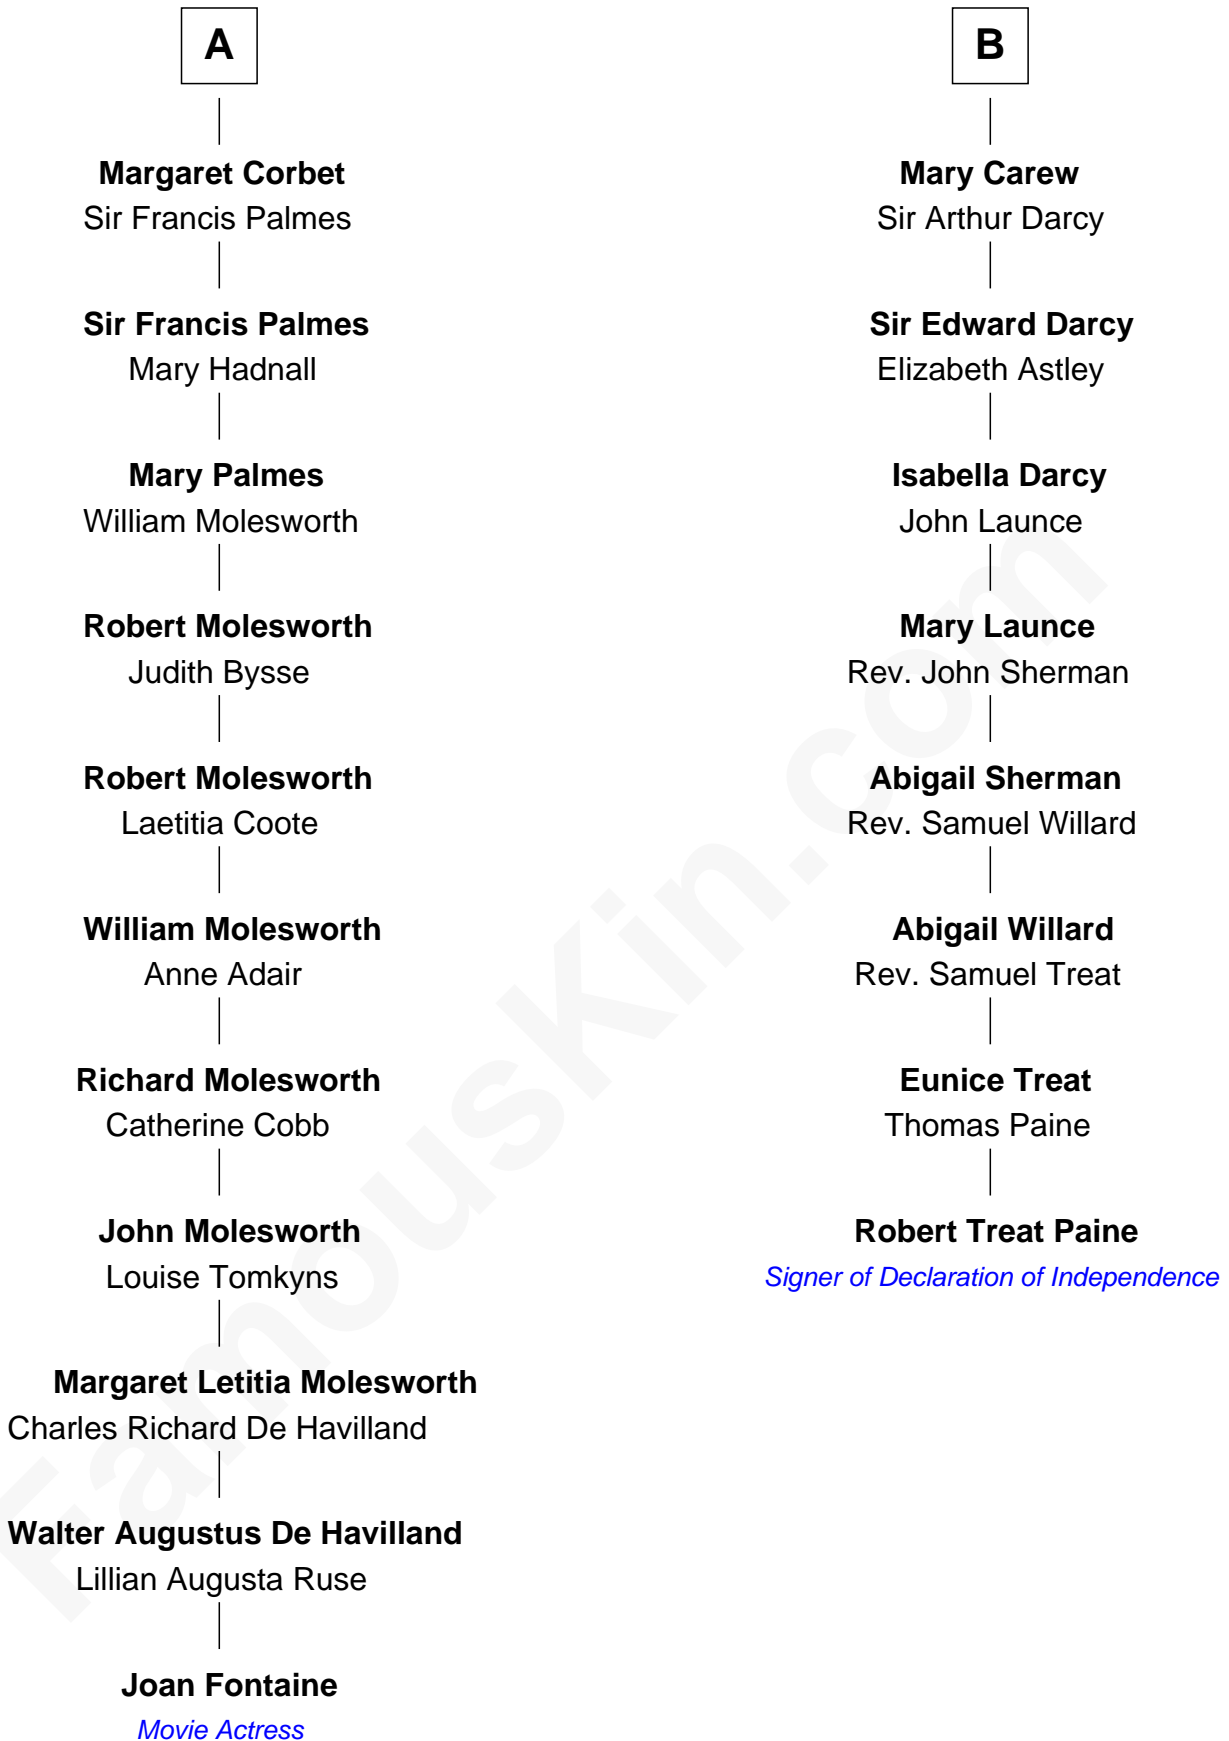 A
Margaret Corbet
Sir Francis Palmes
Sir Francis Palmes
Mary Hadnall
Mary Palmes
William Molesworth
Robert Molesworth
Judith Bysse
Robert Molesworth
Laetitia Coote
William Molesworth
Anne Adair
Richard Molesworth
Catherine Cobb
John Molesworth
Louise Tomkyns
Margaret Letitia Molesworth
Charles Richard De Havilland
Walter Augustus De Havilland
Lillian Augusta Ruse
Joan Fontaine
Movie Actress
B
Mary Carew
Sir Arthur Darcy
Sir Edward Darcy
Elizabeth Astley
Isabella Darcy
John Launce
Mary Launce
Rev. John Sherman
Abigail Sherman
Rev. Samuel Willard
Abigail Willard
Rev. Samuel Treat
Eunice Treat
Thomas Paine
Robert Treat Paine
Signer of Declaration of Independence
FamousKin.com